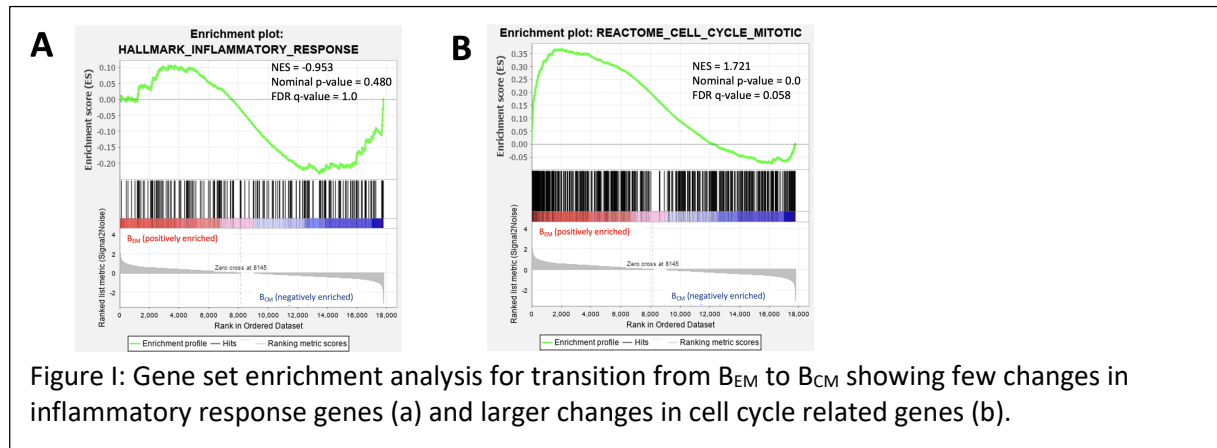 A
Enrichment plot:
HALLMARK_INFLAMMATORY_RESPONSE
NES = -0.953
Nominal p-value = 0.480
FDR q-value = 1.0
Enrichment score (ES)
0.10
0.05
0.00
-0.05
-0.10
-0.15
-0.20
Ranked list metric (Signal2Noise)
4
2
0
-2
BEM (positively enriched)
Zero cross at 8145
BCM (negatively enriched)
0 2,000 4,000 6,000 8,000 10,000 12,000 14,000 16,000 18,000
Rank in Ordered Dataset
Enrichment profile Hits Ranking metric scores
B
Enrichment plot: REACTOME_CELL_CYCLE_MITOTIC
NES = 1.721
Nominal p-value = 0.0
FDR q-value = 0.058
Enrichment score (ES)
0.35
0.30
0.25
0.20
0.15
0.10
0.05
0.00
-0.05
Ranked list metric (Signal2Noise)
4
2
0
-2
BEM (positively enriched)
Zero cross at 8145
BCM (negatively enriched)
0 2,000 4,000 6,000 8,000 10,000 12,000 14,000 16,000 18,000
Rank in Ordered Dataset
Enrichment profile Hits Ranking metric scores
Figure I: Gene set enrichment analysis for transition from BEM to BCM showing few changes in
inflammatory response genes (a) and larger changes in cell cycle related genes (b).